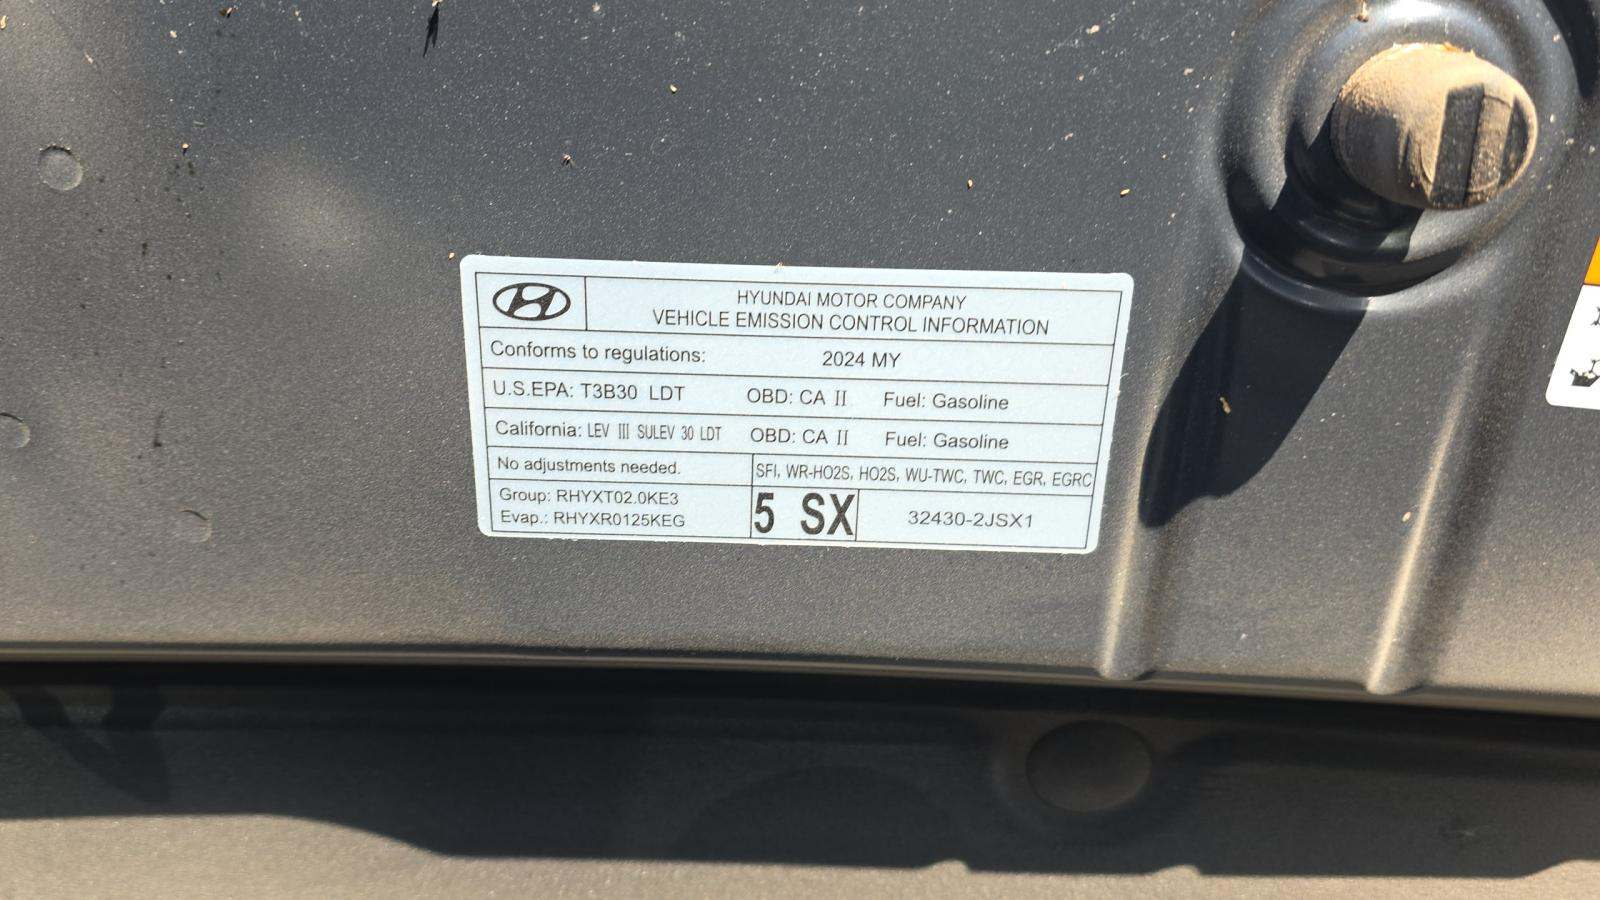 HYUNDAI MOTOR COMPANY
VEHICLE EMISSION CONTROL INFORMATION
Conforms to regulations: 2024 MY
U.S.EPA: T3B30 LDT OBD: CA II Fuel: Gasoline
California: LEV III SULEV 30 LDT OBD: CA II Fuel: Gasoline
No adjustments needed. SFI, WR-HO2S, HO2S, WU-TWC, TWC, EGR, EGRC
Group: RHYXT02.0KE3
Evap.: RHYXR0125KEG
5 SX 32430-2JSX1